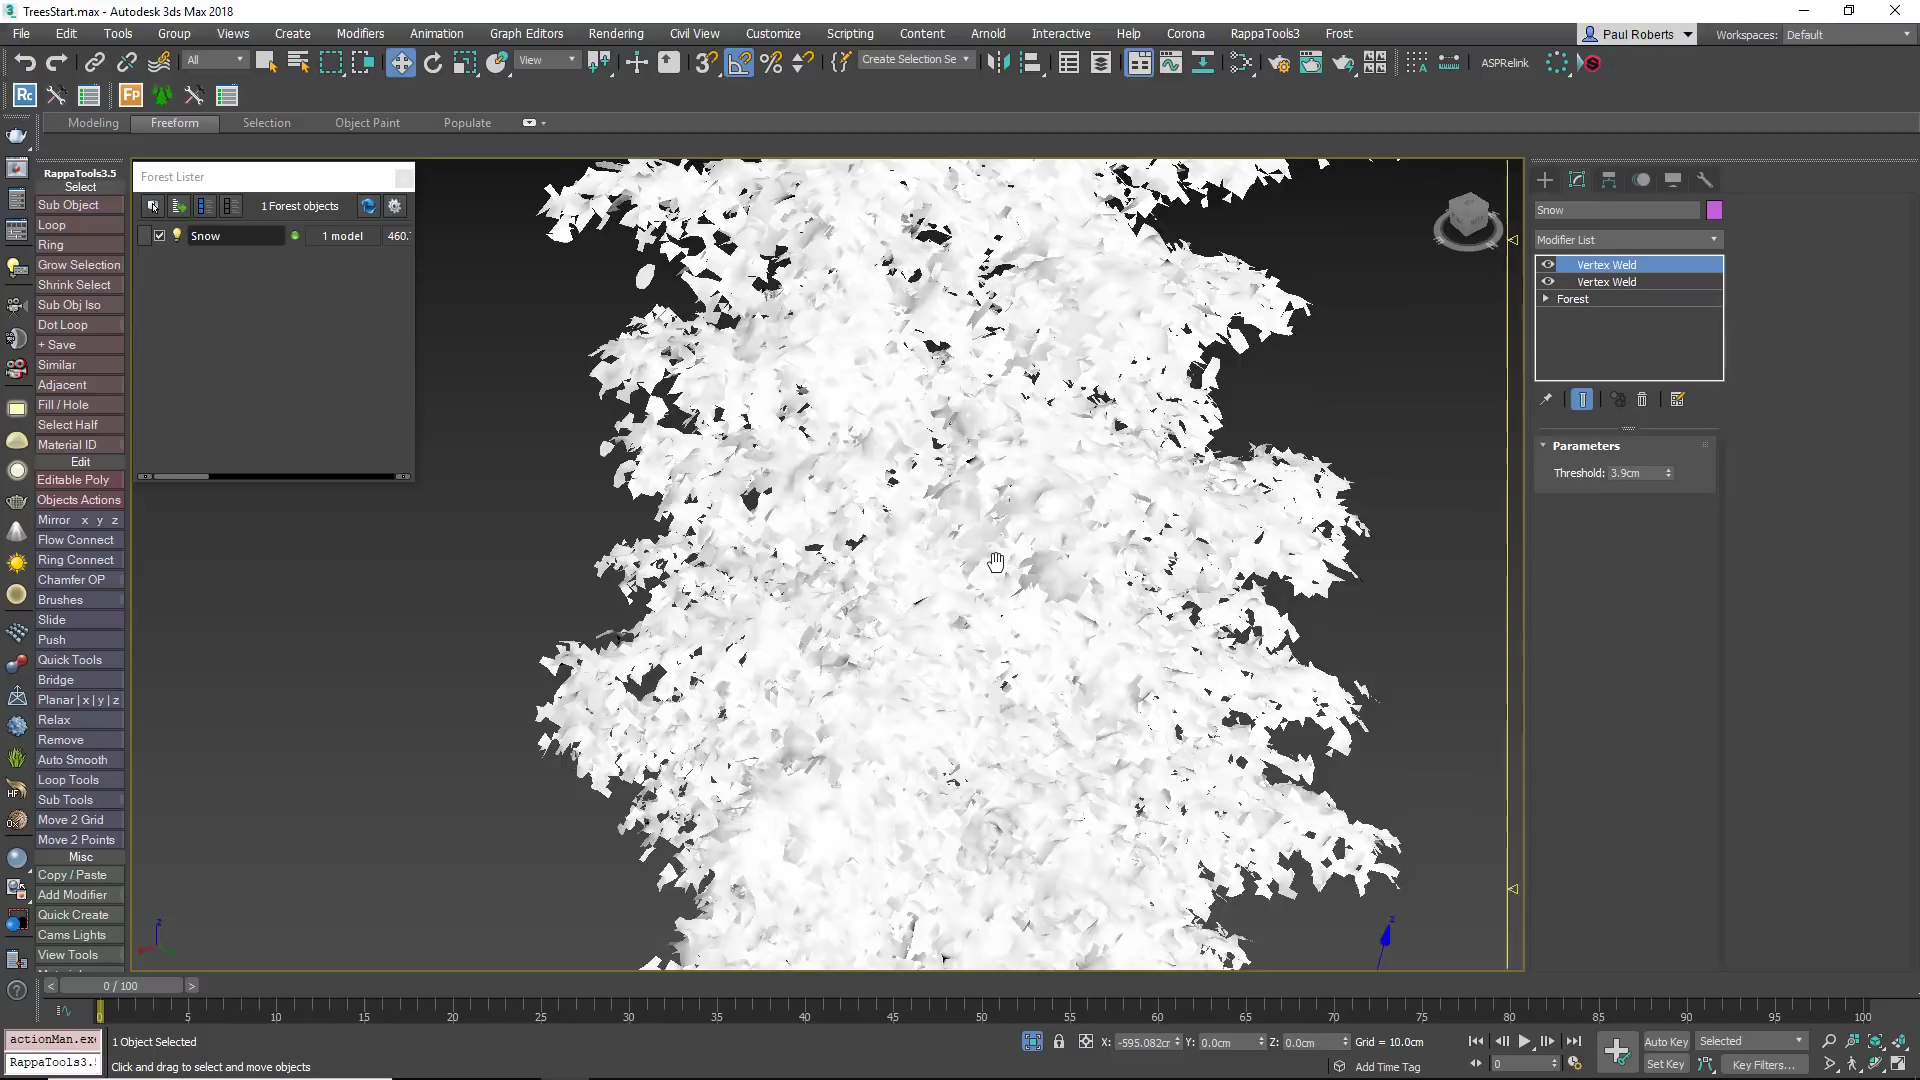 TreesStart.max - Autodesk 3ds Max 2018
File Edit Tools Group Views Create Modifiers Animation Graph Editors Rendering Civil View Customize Scripting Content Arnold Interactive Help Corona RappaTools3 Frost Paul Roberts Workspaces: Default
All View Create Selection Se ASPRelink
Rc Fp
Modeling Freeform Selection Object Paint Populate
RappaTools3.5
Select
Sub Object
Loop
Ring
Grow Selection
Shrink Select
Sub Obj Iso
Dot Loop
+ Save
Similar
Adjacent
Fill / Hole
Select Half
Material ID
Edit
Editable Poly
Objects Actions
Mirror x y z
Flow Connect
Ring Connect
Chamfer OP
Brushes
Slide
Push
Quick Tools
Bridge
Planar | x | y | z
Relax
Remove
Auto Smooth
Loop Tools
Sub Tools
Move 2 Grid
Move 2 Points
Misc
Copy / Paste
Add Modifier
Quick Create
Cams Lights
View Tools
Forest Lister
1 Forest objects
Snow 1 model 460.
z
z
Snow
Modifier List
Vertex Weld
Vertex Weld
Forest
Parameters
Threshold: 3.9cm
< 0 / 100 >
0 5 10 15 20 25 30 35 40 45 50 55 60 65 70 75 80 85 90 95 100
actionMan.exe
RappaTools3.5
1 Object Selected
Click and drag to select and move objects
X: -595.082cr Y: 0.0cm Z: 0.0cm Grid = 10.0cm
Add Time Tag
0
Auto Key Selected
Set Key Key Filters...